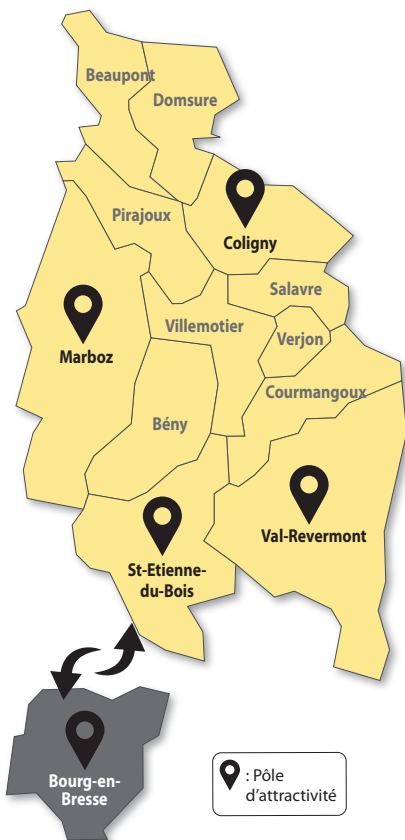 Beaupont
Domsure
Pirajoux
Coligny
Salavre
Villemotier
Verjon
Marboz
Courmangoux
Bény
Val-Revermont
St-Etienne-
du-Bois
Bourg-en-
Bresse
: Pôle
d'attractivité